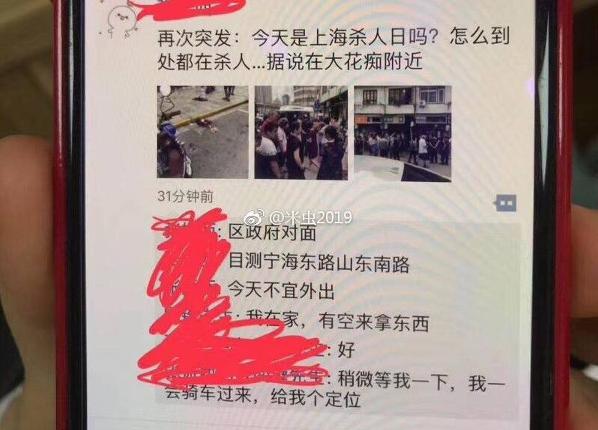 再次突发：今天是上海杀人日吗？怎么到
处都在杀人...据说在大花痴附近
31分钟前
@米虫2019
: 区政府对面
目测宁海东路山东南路
: 今天不宜外出
: 我在家，有空来拿东西
: 好
: 稍微等我一下，我一
会骑车过来，给我个定位